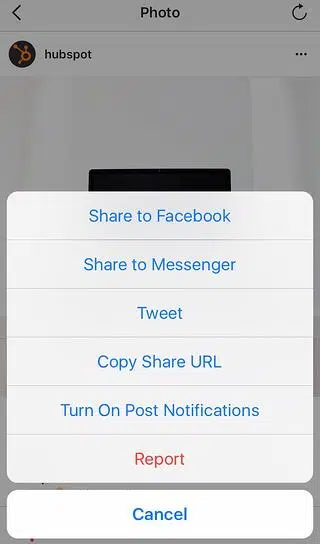 Photo
hubspot
Share to Facebook
Share to Messenger
Tweet
Copy Share URL
Turn On Post Notifications
Report
Cancel